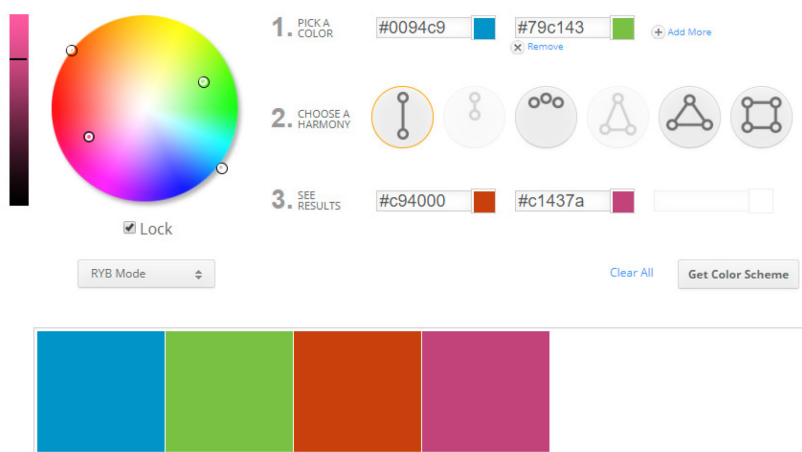 1. PICK A
COLOR
#0094c9
#79c143
Add More
Remove
2. CHOOSE A
HARMONY
3. SEE
RESULTS
#c94000
#c1437a
Lock
RYB Mode
Clear All
Get Color Scheme